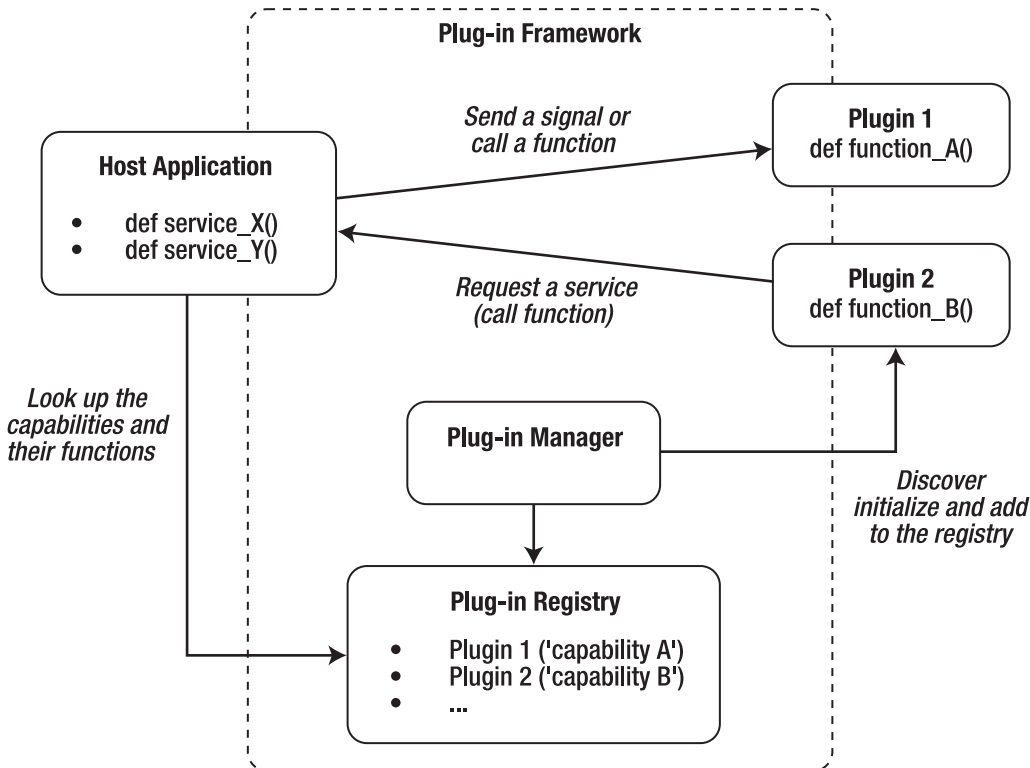 Plug-in Framework
Send a signal or
call a function
Plugin 1
def function_A()
Host Application
• def service_X()
• def service_Y()
Request a service
(call function)
Plugin 2
def function_B()
Look up the
capabilities and
their functions
Plug-in Manager
Discover
initialize and add
to the registry
Plug-in Registry
• Plugin 1 ('capability A')
• Plugin 2 ('capability B')
• ...